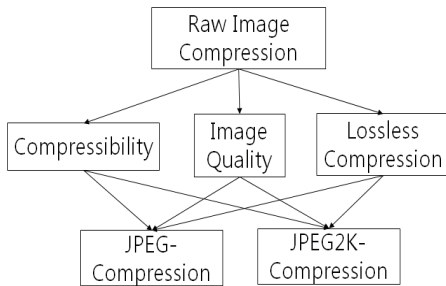 Raw Image
Compression
Compressibility
Image
Quality
Lossless
Compression
JPEG-
Compression
JPEG2K-
Compression